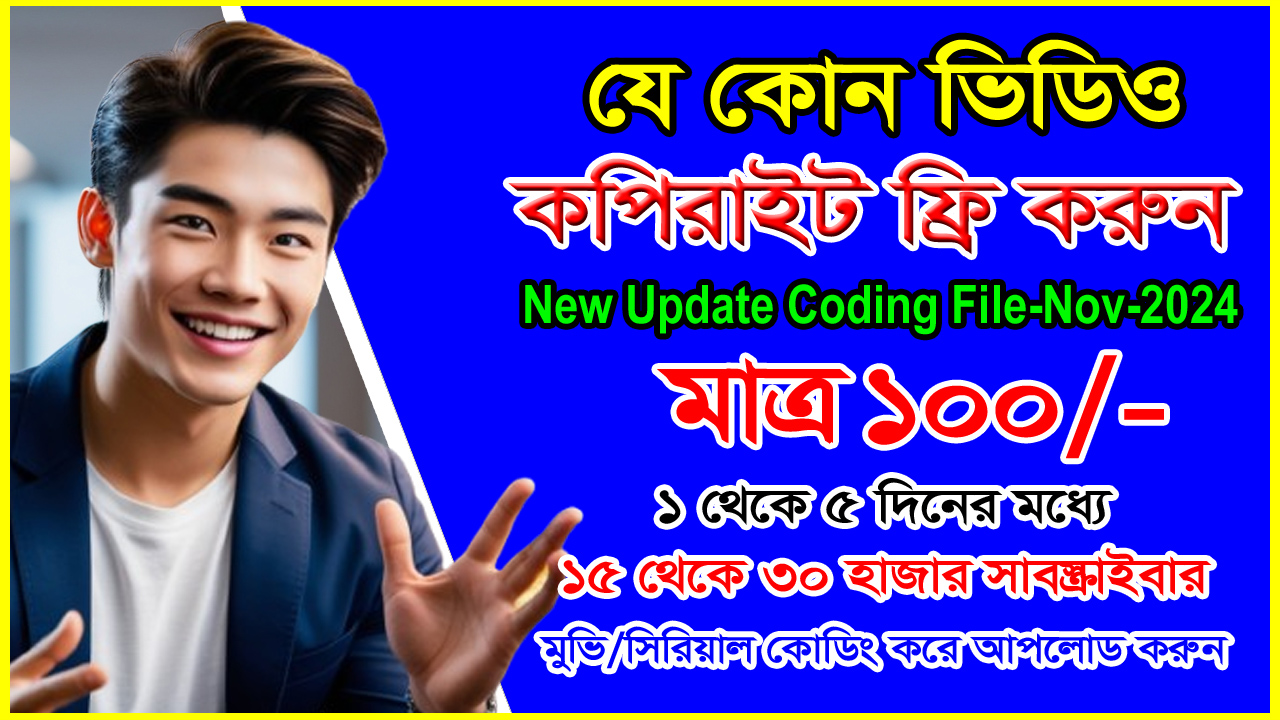 যে কোন ভিডিও
কপিরাইট ফ্রি করুন
New Update Coding File-Nov-2024
মাত্র ১০০/-
১ থেকে ৫ দিনের মধ্যে
১৫ থেকে ৩০ হাজার সাবস্ক্রাইবার
মুভি/সিরিয়াল কোডিং করে আপলোড করুন